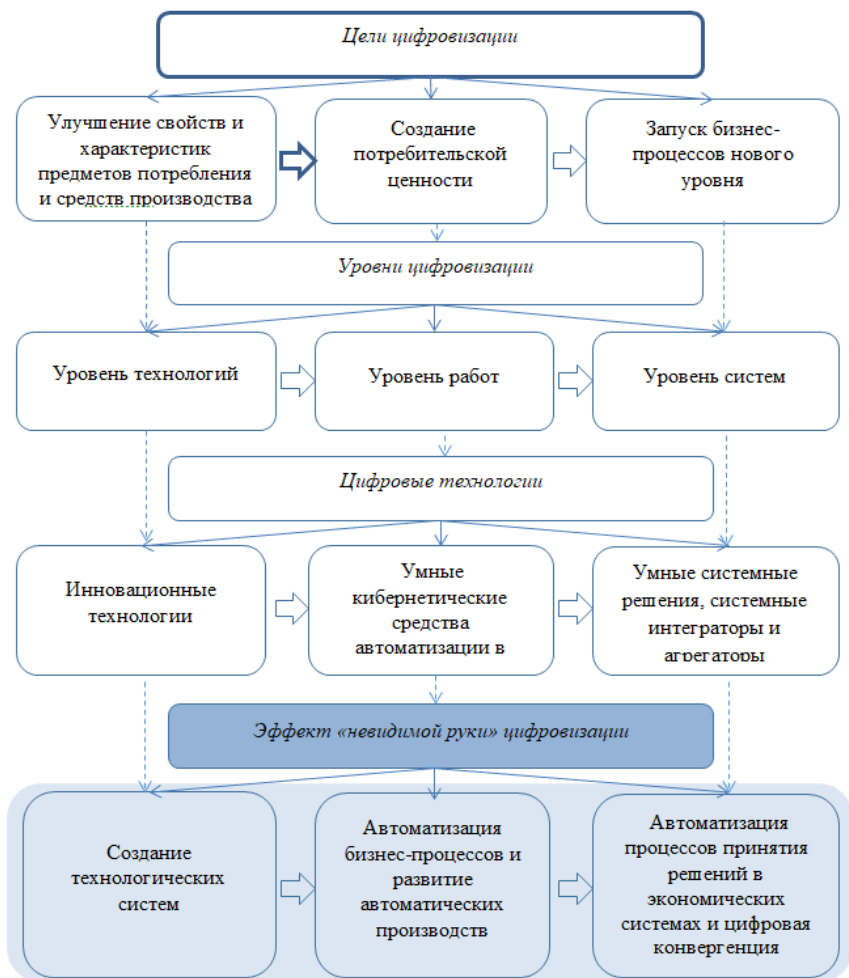 Цели цифровизации
Улучшение свойств и
характеристик
предметов потребления
и средств производства
Создание
потребительской
ценности
Запуск бизнес-
процессов нового
уровня
Уровни цифровизации
Уровень технологий
Уровень работ
Уровень систем
Цифровые технологии
Инновационные
технологии
Умные
кибернетические
средства
автоматизации в
Умные системные
решения, системные
интеграторы и
агрегаторы
Эффект «невидимой руки» цифровизации
Создание
технологических
систем
Автоматизация
бизнес-процессов и
развитие
автоматических
производств
Автоматизация
процессов принятия
решений в
экономических
системах и цифровая
конвергенция